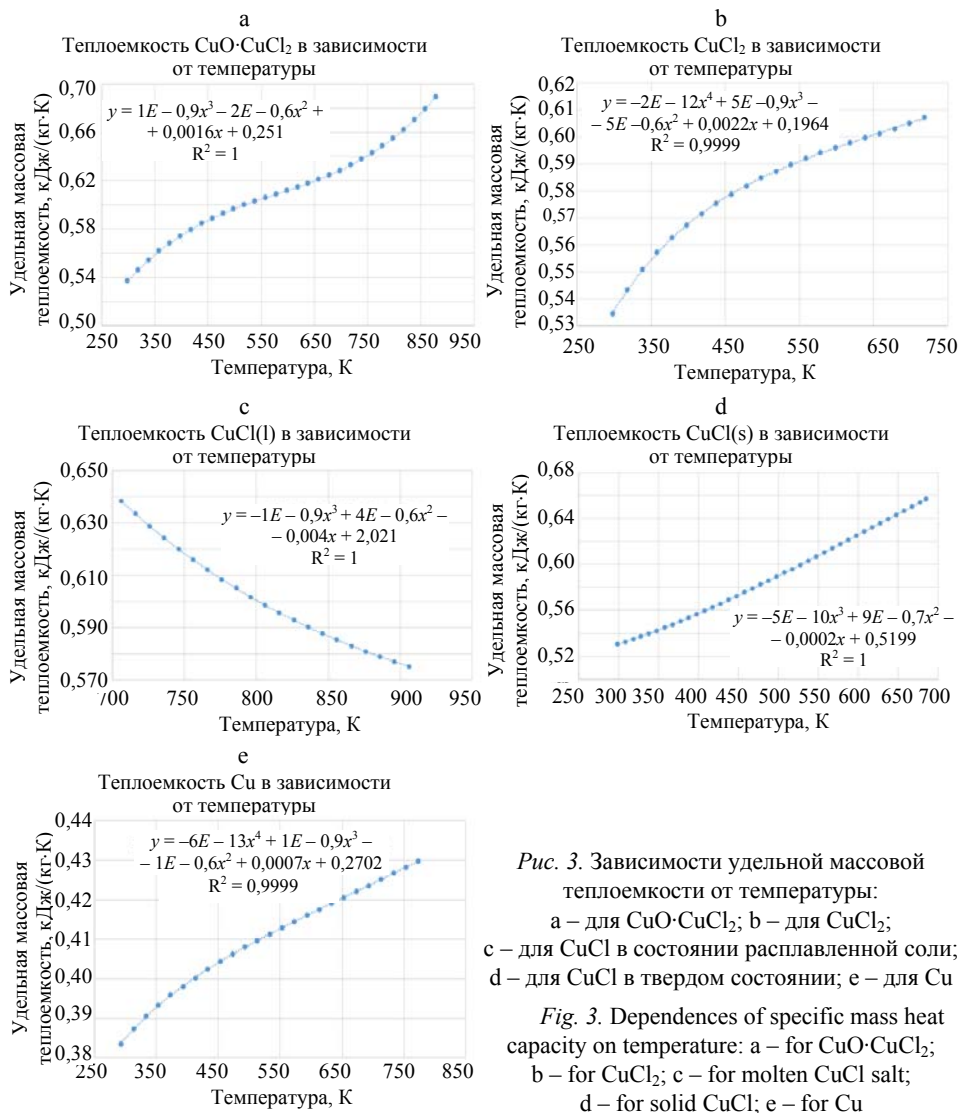 a
Теплоемкость CuO·CuCl₂ в зависимости
от температуры
Удельная массовая
теплоемкость, кДж/(кг·К)
0,70
0,66
0,62
0,58
0,54
0,50
y = 1E – 0,9x³ – 2E – 0,6x² +
+ 0,0016x + 0,251
R² = 1
250 350 450 550 650 750 850 950
Температура, К
b
Теплоемкость CuCl₂ в зависимости
от температуры
Удельная массовая
теплоемкость, кДж/(кг·К)
0,62
0,61
0,60
0,59
0,58
0,57
0,56
0,55
0,54
0,53
y = –2E – 12x⁴ + 5E –0,9x³ –
– 5E –0,6x² + 0,0022x + 0,1964
R² = 0,9999
250 350 450 550 650 750
Температура, К
c
Теплоемкость CuCl(l) в зависимости
от температуры
Удельная массовая
теплоемкость, кДж/(кг·К)
0,650
0,630
0,610
0,590
0,570
y = –1E – 0,9x³ + 4E – 0,6x² –
– 0,004x + 2,021
R² = 1
700 750 800 850 900 950
Температура, К
d
Теплоемкость CuCl(s) в зависимости
от температуры
Удельная массовая
теплоемкость, кДж/(кг·К)
0,68
0,64
0,60
0,56
0,52
y = –5E – 10x³ + 9E – 0,7x² –
– 0,0002x + 0,5199
R² = 1
250 300 350 400 450 500 550 600 650 700
Температура, К
e
Теплоемкость Cu в зависимости
от температуры
Удельная массовая
теплоемкость, кДж/(кг·К)
0,44
0,43
0,42
0,41
0,40
0,39
0,38
y = –6E – 13x⁴ + 1E – 0,9x³ –
– 1E – 0,6x² + 0,0007x + 0,2702
R² = 0,9999
250 350 450 550 650 750 850
Температура, К
Рис. 3. Зависимости удельной массовой
теплоемкости от температуры:
a – для CuO·CuCl₂; b – для CuCl₂;
c – для CuCl в состоянии расплавленной соли;
d – для CuCl в твердом состоянии; e – для Cu
Fig. 3. Dependences of specific mass heat
capacity on temperature: a – for CuO·CuCl₂;
b – for CuCl₂; c – for molten CuCl salt;
d – for solid CuCl; e – for Cu